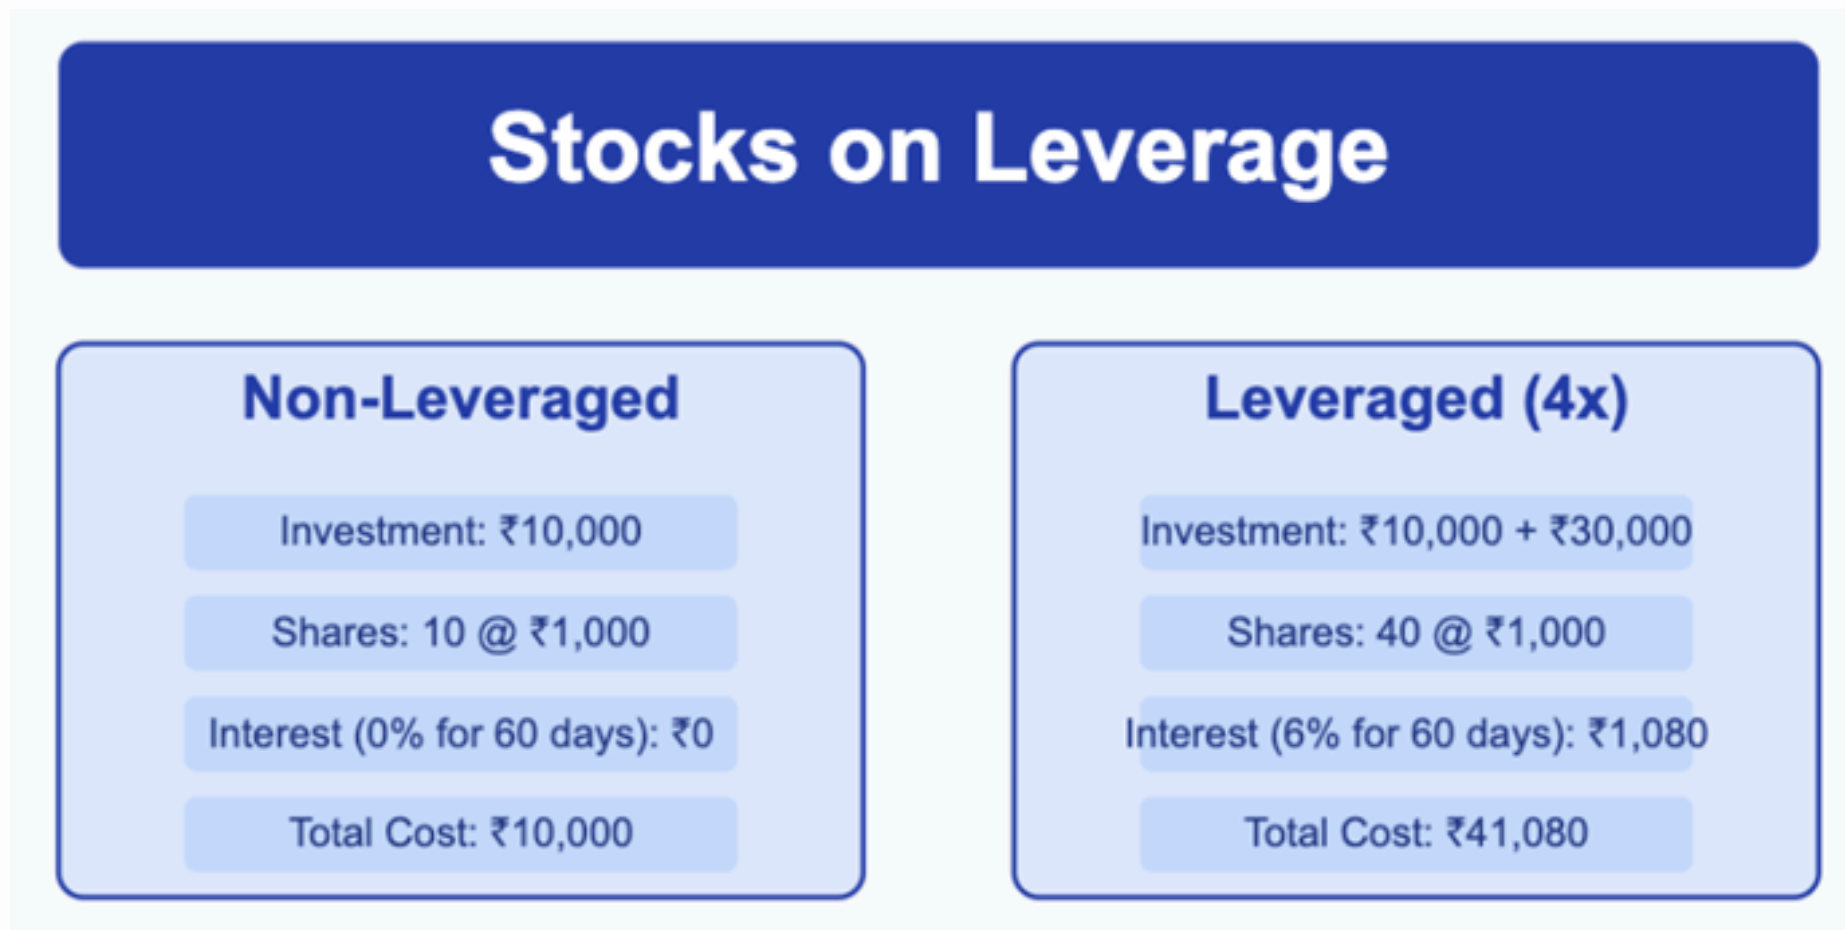 Stocks on Leverage
Non-Leveraged
Investment: ₹10,000
Shares: 10 @ ₹1,000
Interest (0% for 60 days): ₹0
Total Cost: ₹10,000
Leveraged (4x)
Investment: ₹10,000 + ₹30,000
Shares: 40 @ ₹1,000
Interest (6% for 60 days): ₹1,080
Total Cost: ₹41,080